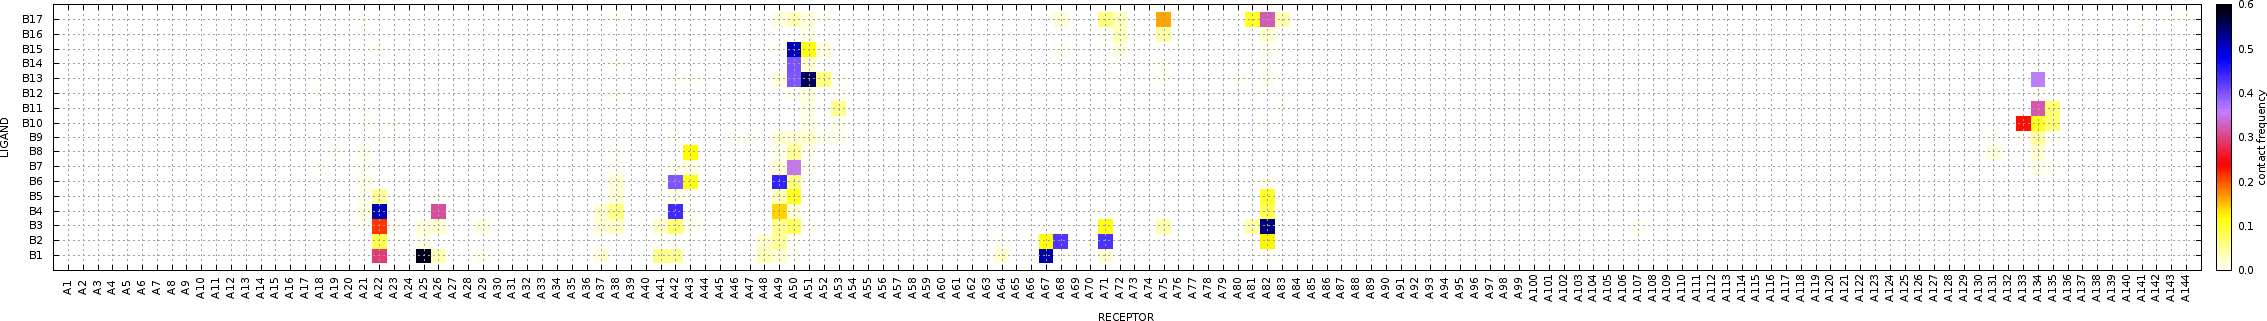 B17
B16
B15
B14
B13
B12
B11
B10
B9
B8
B7
B6
B5
B4
B3
B2
B1
LIGAND
A1 A2 A3 A4 A5 A6 A7 A8 A9 A10 A11 A12 A13 A14 A15 A16 A17 A18 A19 A20 A21 A22 A23 A24 A25 A26 A27 A28 A29 A30 A31 A32 A33 A34 A35 A36 A37 A38 A39 A40 A41 A42 A43 A44 A45 A46 A47 A48 A49 A50 A51 A52 A53 A54 A55 A56 A57 A58 A59 A60 A61 A62 A63 A64 A65 A66 A67 A68 A69 A70 A71 A72 A73 A74 A75 A76 A77 A78 A79 A80 A81 A82 A83 A84 A85 A86 A87 A88 A89 A90 A91 A92 A93 A94 A95 A96 A97 A98 A99 A100 A101 A102 A103 A104 A105 A106 A107 A108 A109 A110 A111 A112 A113 A114 A115 A116 A117 A118 A119 A120 A121 A122 A123 A124 A125 A126 A127 A128 A129 A130 A131 A132 A133 A134 A135 A136 A137 A138 A139 A140 A141 A142 A143 A144
RECEPTOR
0.6
0.5
0.4
0.3
0.2
0.1
0.0
contact frequency